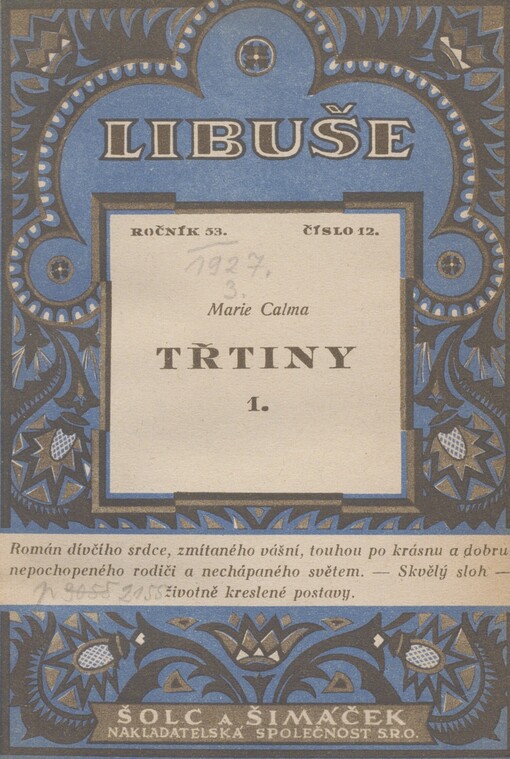 LIBUŠE
ROČNÍK 53. ČÍSLO 12.
1927.
3.
Marie Calma
TŘTINY
1.
Román dívčího srdce, zmítaného vášní, touhou po krásnu a dobru
nepochopeného rodiči a nechápaného světem. — Skvělý sloh —
životně kreslené postavy.
ŠOLC A ŠIMÁČEK
NAKLADATELSKÁ SPOLEČNOST S.R.O.